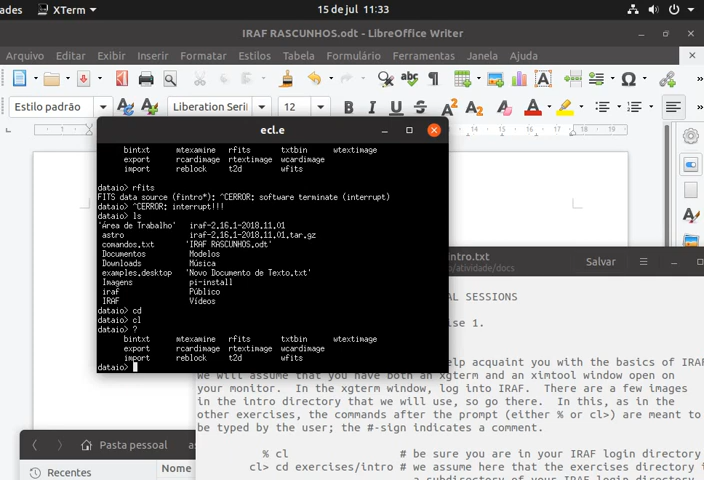 ades XTerm 15 de jul 11:33
IRAF RASCUNHOS.odt - LibreOffice Writer
Arquivo Editar Exibir Inserir Formatar Estilos Tabela Formulário Ferramentas Janela Ajuda
Estilo padrão Liberation Seri 12
14 15 16 17 18
ecl.e
bintxt mtexamine rfits txtbin wtextimage
export rcardimage rtextimage wcardimage
import reblock t2d wfits
dataio> rfits
FITS data source (fintro*): ^CERROR: software terminate (interrupt)
dataio> ^CERROR: interrupt!!!
dataio> ls
'Área de Trabalho' iraf-2.16.1-2018.11.01
astro iraf-2.16.1-2018.11.01.tar.gz
comandos.txt 'IRAF RASCUNHOS.odt'
Documentos Modelos
Downloads Música
examples.desktop 'Novo Documento de Texto.txt'
Imagens pi-install
iraf Público
IRAF Vídeos
dataio> cd
dataio> cl
dataio> ?
bintxt mtexamine rfits txtbin wtextimage
export rcardimage rtextimage wcardimage
import reblock t2d wfits
dataio>
intro.txt
/atividade/docs
Salvar
AL SESSIONS
ise 1.
elp acquaint you with the basics of IRAF
we will assume that you have both an xgterm and an ximtool window open on
your monitor. In the xgterm window, log into IRAF. There are a few images
in the intro directory that we will use, so go there. In this, as in the
other exercises, the commands after the prompt (either % or cl>) are meant to
be typed by the user; the #-sign indicates a comment.
% cl # be sure you are in your IRAF login directory
cl> cd exercises/intro # we assume here that the exercises directory i
a subdirectory of your IRAF login directory
Pasta pessoal as
Recentes Nome